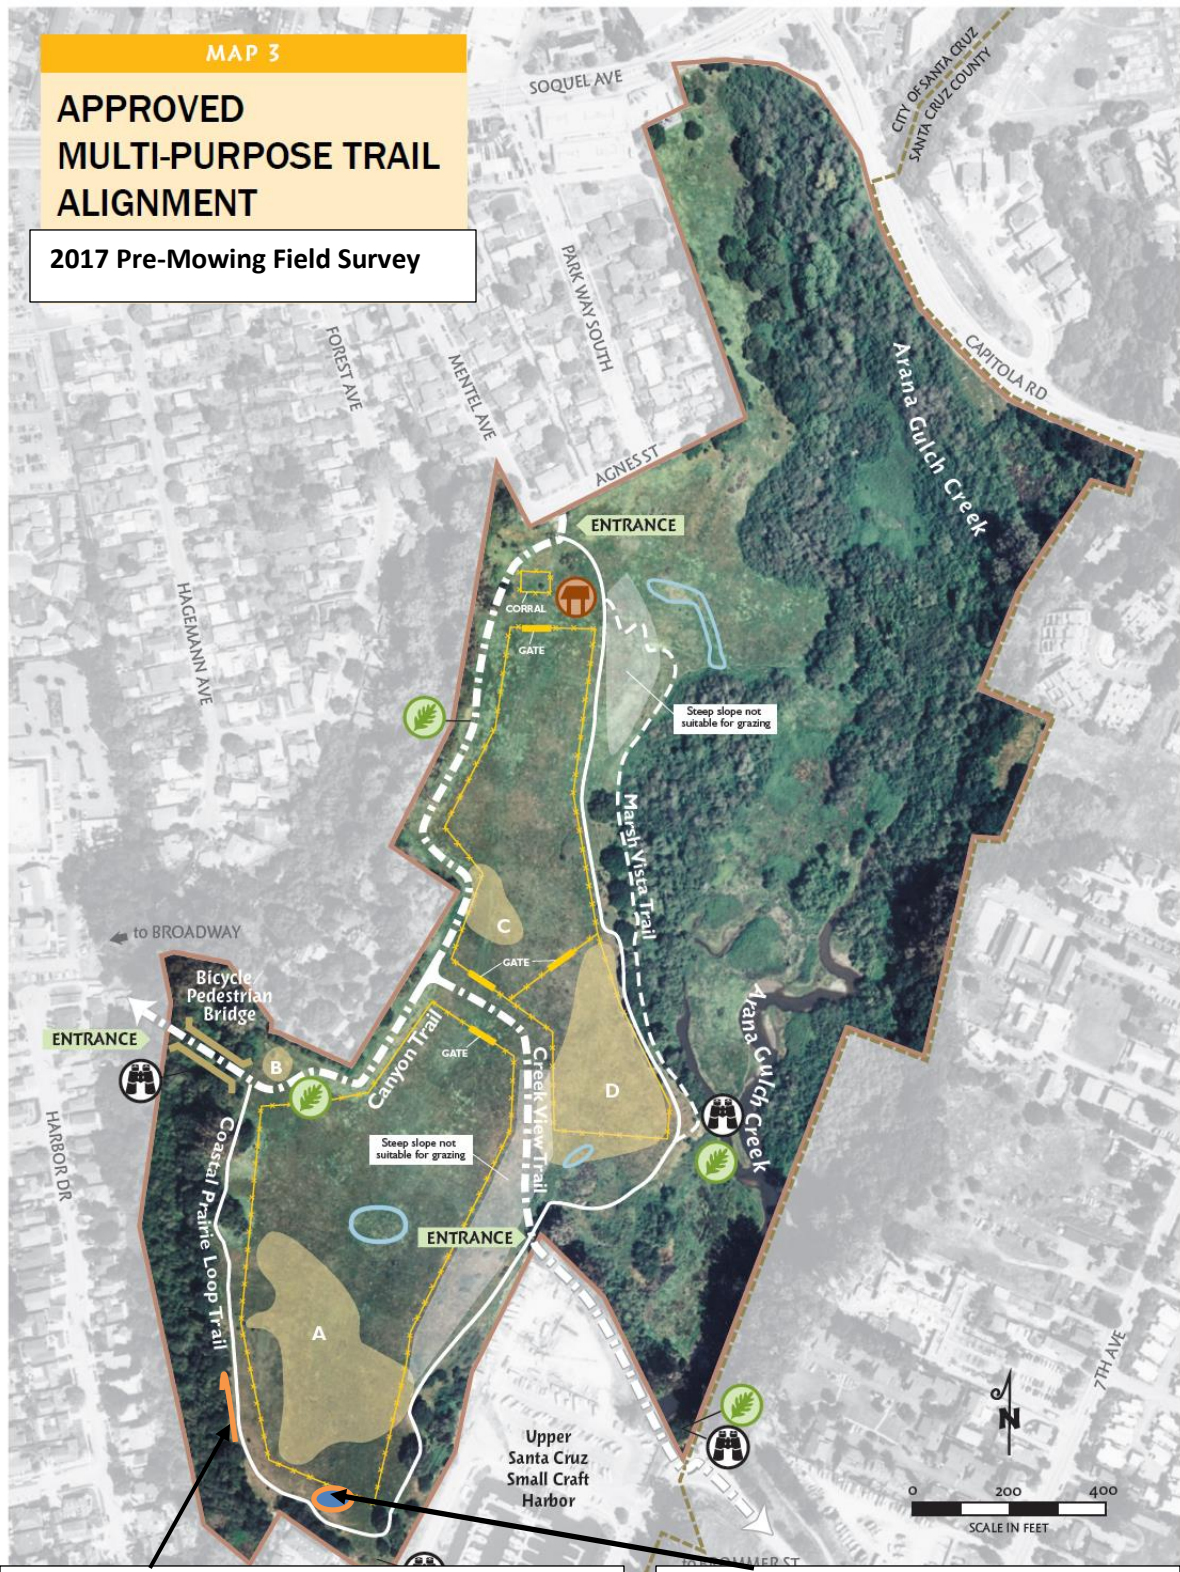 MAP 3
APPROVED
MULTI-PURPOSE TRAIL
ALIGNMENT
2017 Pre-Mowing Field Survey
SOQUEL AVE
CITY OF SANTA CRUZ
SANTA CRUZ COUNTY
PARK WAY SOUTH
FOREST AVE
MENTEL AVE
CAPITOLA RD
Arana Gulch Creek
AGNES ST
ENTRANCE
HAGEMANN AVE
CORRAL
GATE
Steep slope not
suitable for grazing
Marsh Vista Trail
C
to BROADWAY
GATE
Bicycle
Pedestrian
Bridge
ENTRANCE
Arana Gulch Creek
B
Canyon Trail
GATE
Creek View Trail
D
HARBOR DR
Coastal Prairie Loop Trail
Steep slope not
suitable for grazing
ENTRANCE
A
7TH AVE
N
Upper
Santa Cruz
Small Craft
Harbor
0 200 400
SCALE IN FEET
to BROMMER ST